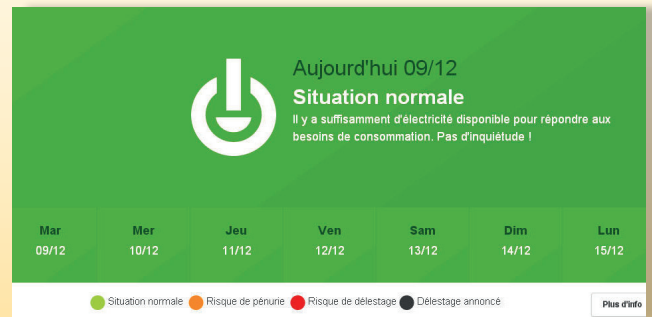 Aujourd'hui 09/12
Situation normale
Il y a suffisamment d'électricité disponible pour répondre aux
besoins de consommation. Pas d'inquiétude !
Mar Mer Jeu Ven Sam Dim Lun
09/12 10/12 11/12 12/12 13/12 14/12 15/12
Situation normale Risque de pénurie Risque de délestage Délestage annoncé Plus d'info